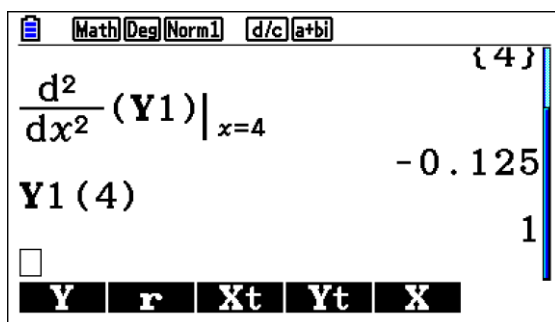 Math Deg Norm1 d/c a+bi
{4}
d²/dx² (Y1)|x=4
-0.125
Y1(4)
1
Y r Xt Yt X